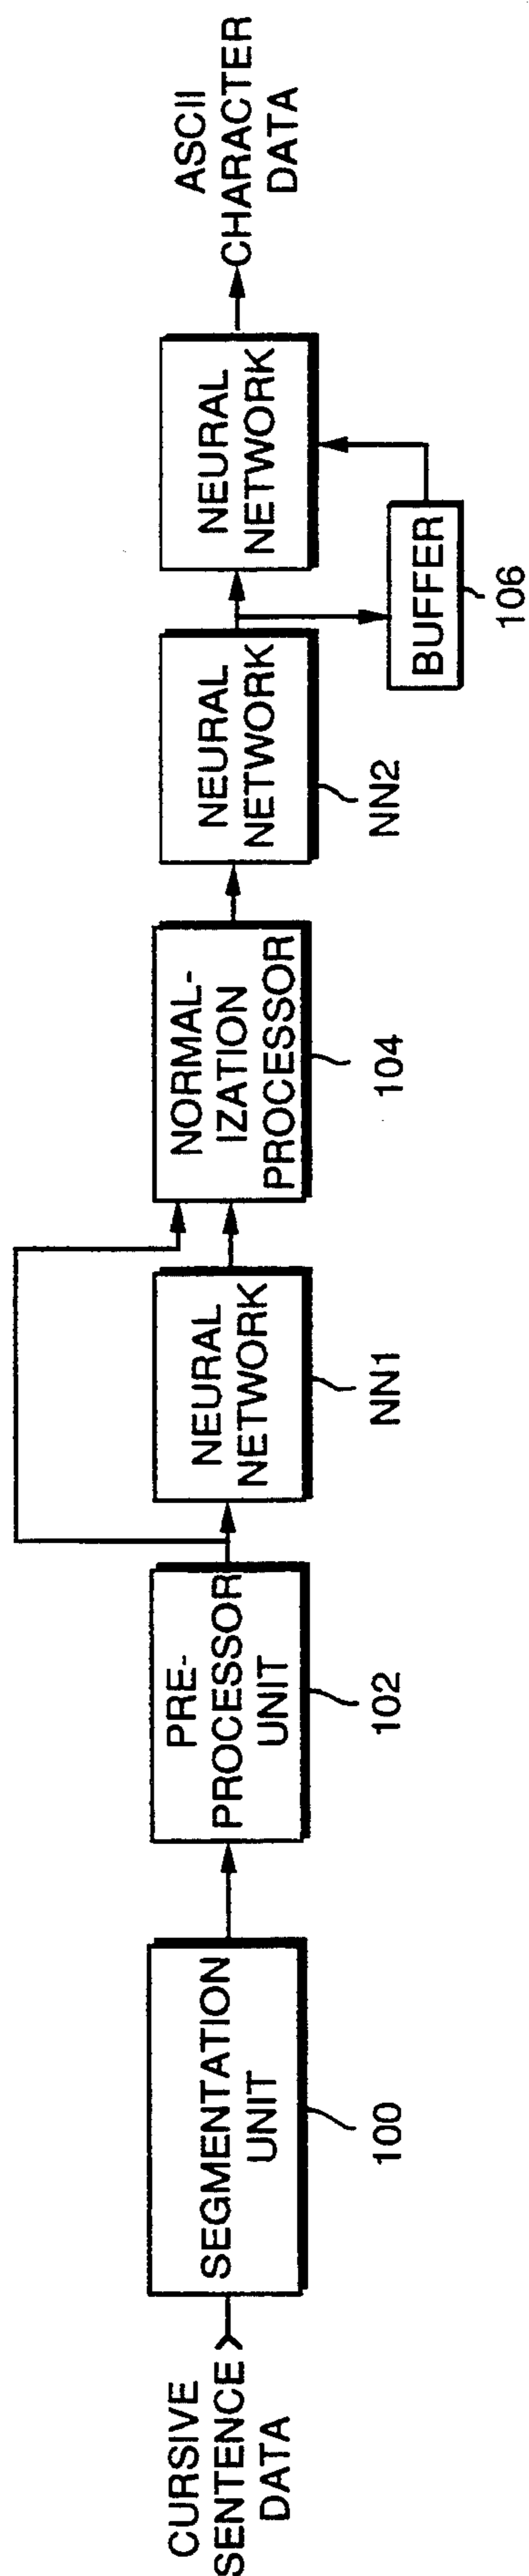 CURSIVE
SENTENCE
DATA
SEGMENTATION
UNIT
100
PRE-
PROCESSOR
UNIT
102
NEURAL
NETWORK
NN1
NORMAL-
IZATION
PROCESSOR
104
NEURAL
NETWORK
NN2
BUFFER
106
NEURAL
NETWORK
ASCII
CHARACTER
DATA